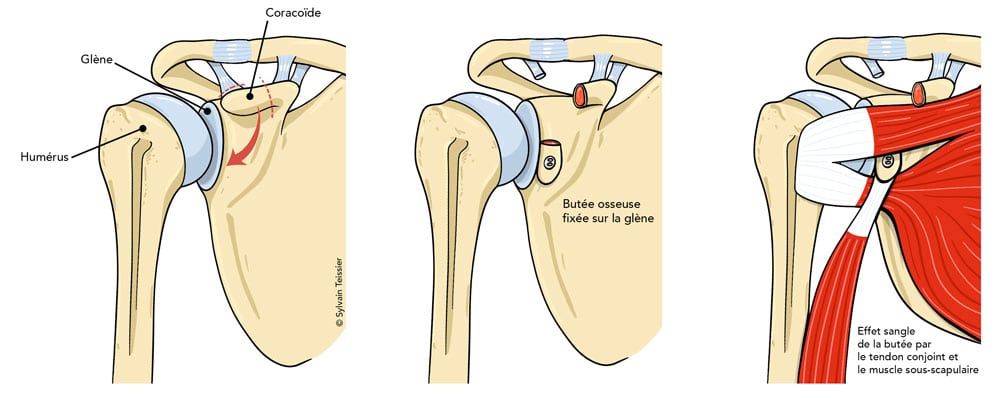 Coracoïde
Glène
Humérus
© Sylvain Teissier
Butée osseuse
fixée sur la glène
Effet sangle
de la butée par
le tendon conjoint et
le muscle sous-scapulaire